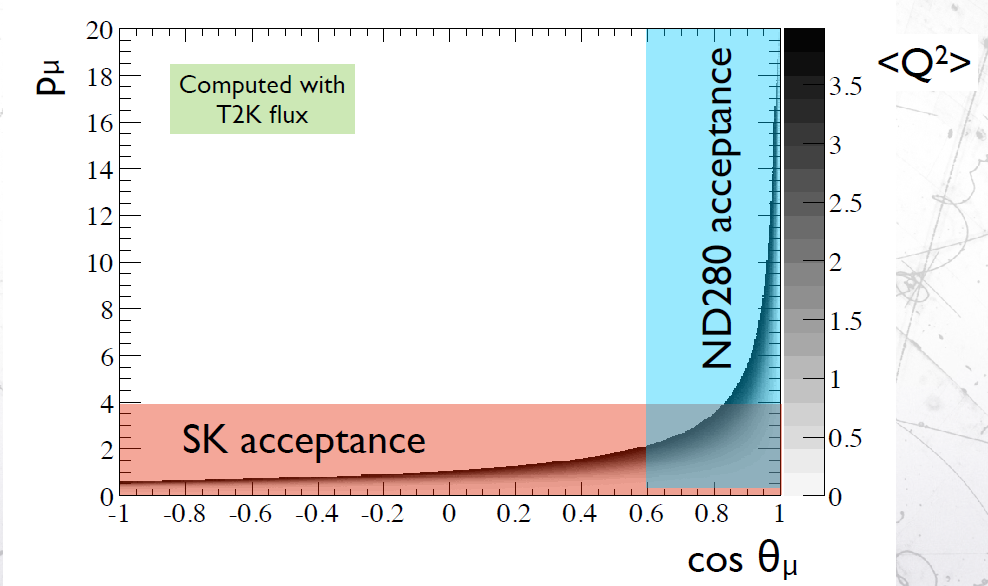 pμ
20
18
16
14
12
10
8
6
4
2
0
Computed with
T2K flux
ND280 acceptance
SK acceptance
<Q²>
3.5
3
2.5
2
1.5
1
0.5
0
-1 -0.8 -0.6 -0.4 -0.2 0 0.2 0.4 0.6 0.8 1
cos θμ